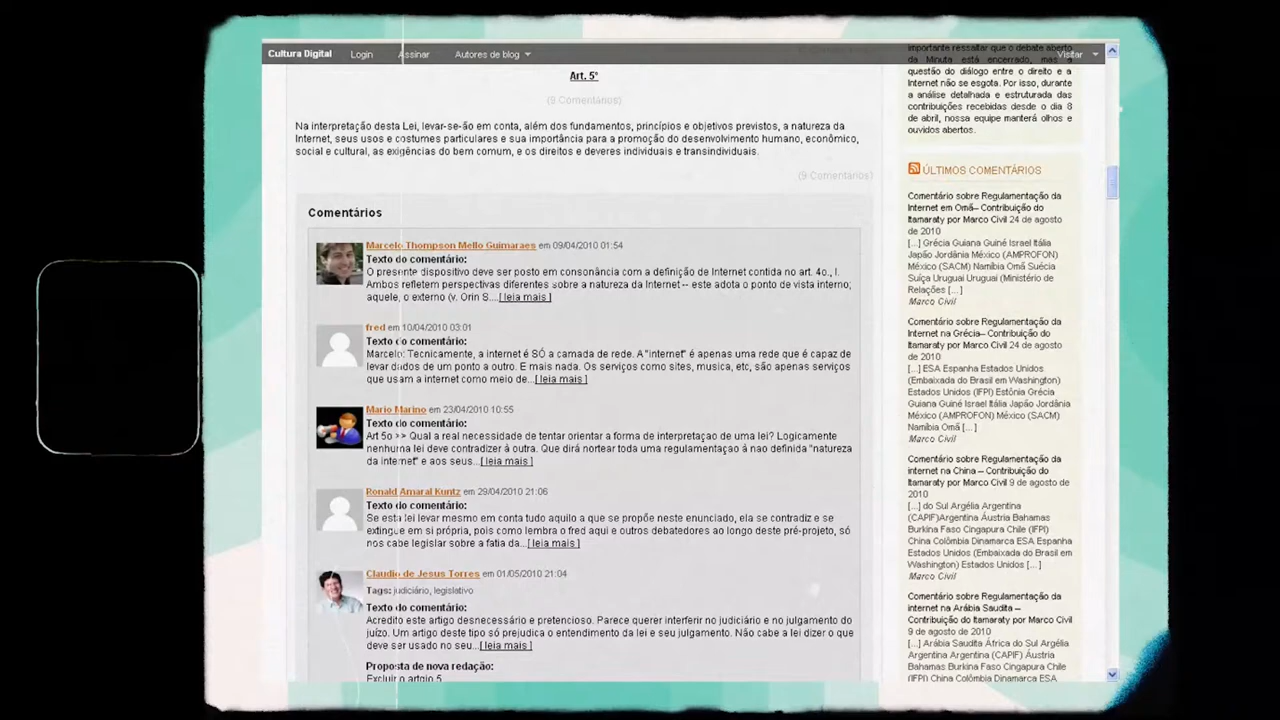 Cultura Digital Login Assinar Autores de blog Visitar
Art. 5°
(9 Comentários)
Na interpretação desta Lei, levar-se-ão em conta, além dos fundamentos, princípios e objetivos previstos, a natureza da
Internet, seus usos e costumes particulares e sua importância para a promoção do desenvolvimento humano, econômico,
social e cultural, as exigências do bem comum, e os direitos e deveres individuais e transindividuais.
(9 Comentários)
Comentários
Marcelo Thompson Mello Guimaraes em 09/04/2010 01:54
Texto do comentário:
O presente dispositivo deve ser posto em consonância com a definição de Internet contida no art. 4o., I.
Ambos refletem perspectivas diferentes sobre a natureza da Internet -- este adota o ponto de vista interno;
aquele, o externo (v. Orin S....[ leia mais ]
fred em 10/04/2010 03:01
Texto do comentário:
Marcelo: Tecnicamente, a internet é SÓ a camada de rede. A "internet" é apenas uma rede que é capaz de
levar dados de um ponto a outro. E mais nada. Os serviços como sites, musica, etc, são apenas serviços
que usam a internet como meio de...[ leia mais ]
Mario Marino em 23/04/2010 10:55
Texto do comentário:
Art 5o >> Qual a real necessidade de tentar orientar a forma de interpretaçao de uma lei? Logicamente
nenhuma lei deve contradizer à outra. Que dirá nortear toda uma regulamentaçao à nao definida "natureza
da internet" e aos seus...[ leia mais ]
Ronald Amaral Kuntz em 29/04/2010 21:06
Texto do comentário:
Se esta lei levar mesmo em conta tudo aquilo a que se propõe neste enunciado, ela se contradiz e se
extingue em si própria, pois como lembra o fred aqui e outros debatedores ao longo deste pré-projeto, só
nos cabe legislar sobre a fatia da...[ leia mais ]
Claudio de Jesus Torres em 01/05/2010 21:04
Tags: judiciário, legislativo
Texto do comentário:
Acredito este artigo desnecessário e pretencioso. Parece querer interferir no judiciário e no julgamento do
juízo. Um artigo deste tipo só prejudica o entendimento da lei e seu julgamento. Não cabe a lei dizer o que
deve ser usado no seu...[ leia mais ]
Proposta de nova redação:
Excluir o artgio 5.
importante ressaltar que o debate aberto
da Minuta está encerrado, mas a
questão do diálogo entre o direito e a
Internet não se esgota. Por isso, durante
a análise detalhada e estruturada das
contribuições recebidas desde o dia 8
de abril, nossa equipe manterá olhos e
ouvidos abertos.
ÚLTIMOS COMENTÁRIOS
Comentário sobre Regulamentação da
Internet em Omã– Contribuição do
Itamaraty por Marco Civil 24 de agosto
de 2010
[...] Grécia Guiana Guiné Israel Itália
Japão Jordânia México (AMPROFON)
México (SACM) Namíbia Omã Suécia
Suíça Uruguai Uruguai (Ministério de
Relações [...]
Marco Civil
Comentário sobre Regulamentação da
Internet na Grécia– Contribuição do
Itamaraty por Marco Civil 24 de agosto
de 2010
[...] ESA Espanha Estados Unidos
(Embaixada do Brasil em Washington)
Estados Unidos (IFPI) Estônia Grécia
Guiana Guiné Israel Itália Japão Jordânia
México (AMPROFON) México (SACM)
Namíbia Omã [...]
Marco Civil
Comentário sobre Regulamentação da
internet na China – Contribuição do
Itamaraty por Marco Civil 9 de agosto de
2010
[...] do Sul Argélia Argentina
(CAPIF)Argentina Áustria Bahamas
Burkina Faso Cingapura Chile (IFPI)
China Colômbia Dinamarca ESA Espanha
Estados Unidos (Embaixada do Brasil em
Washington) Estados Unidos [...]
Marco Civil
Comentário sobre Regulamentação da
internet na Arábia Saudita –
Contribuição do Itamaraty por Marco Civil
9 de agosto de 2010
[...] Arábia Saudita África do Sul Argélia
Argentina Argentina (CAPIF) Áustria
Bahamas Burkina Faso Cingapura Chile
(IFPI) China Colômbia Dinamarca ESA